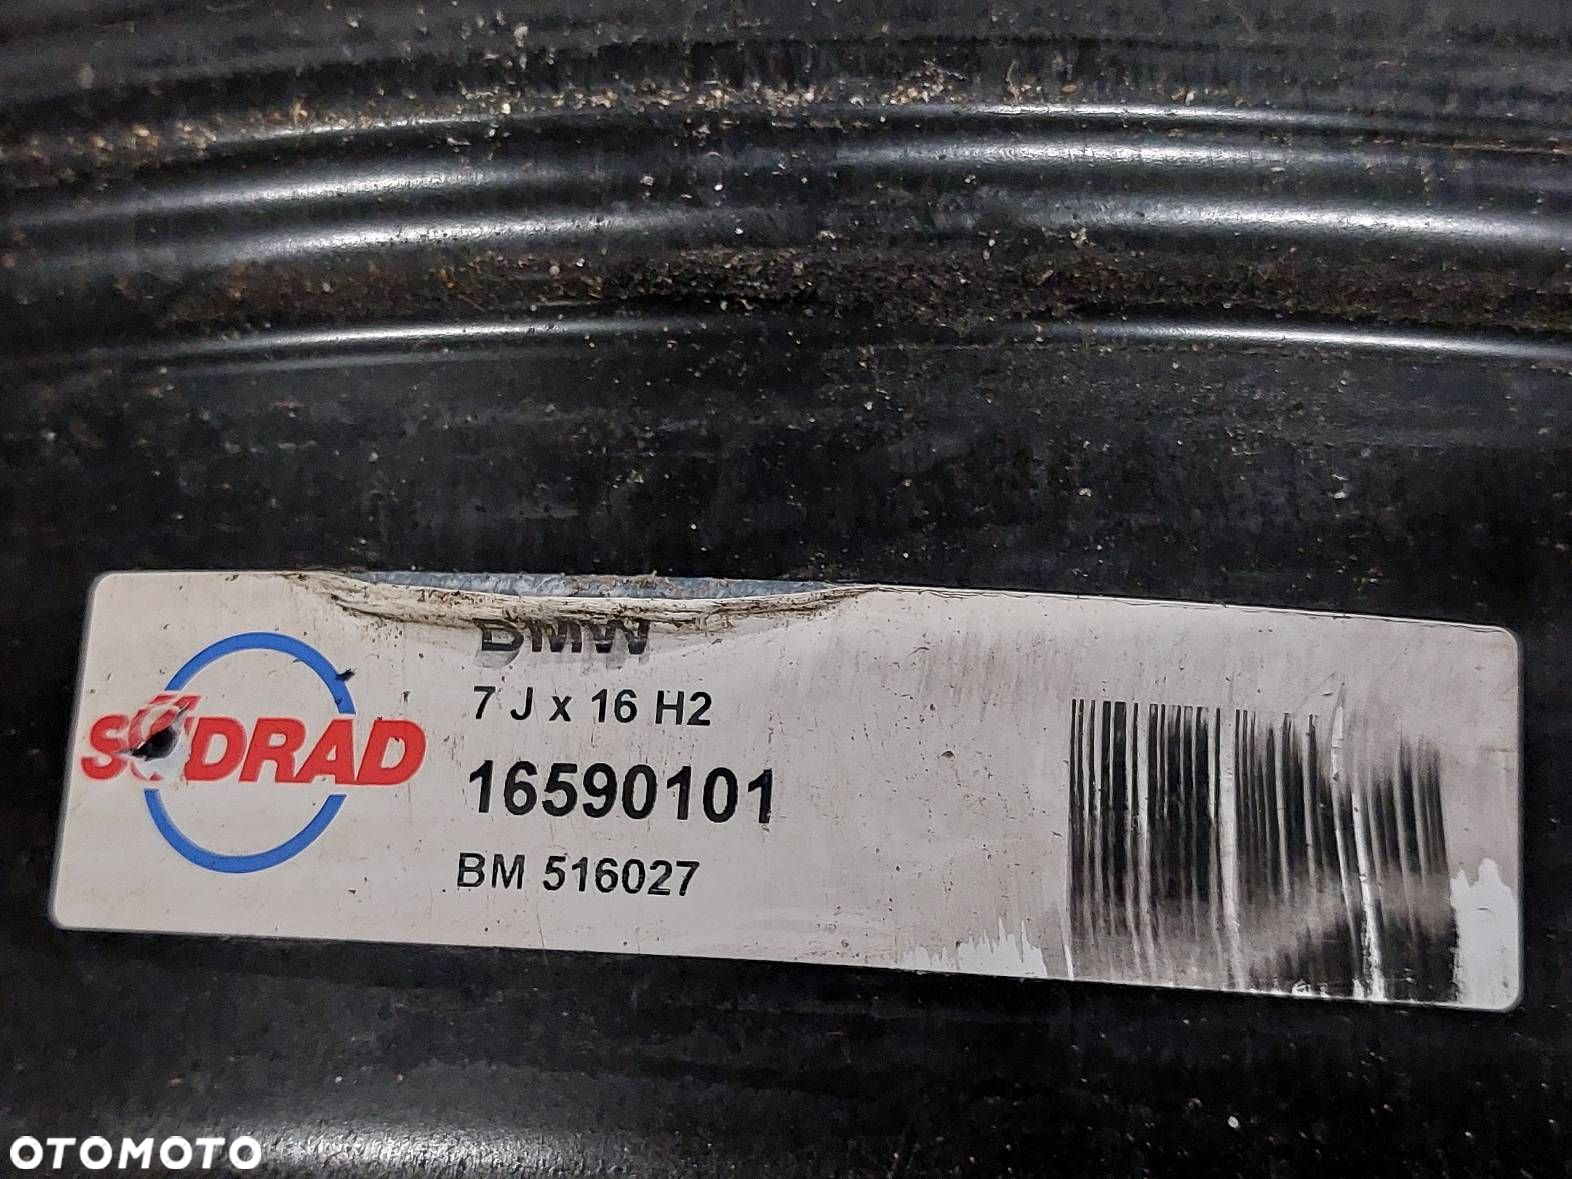 BMW
7 J x 16 H2
SÜDRAD
16590101
BM 516027
OTOMOTO